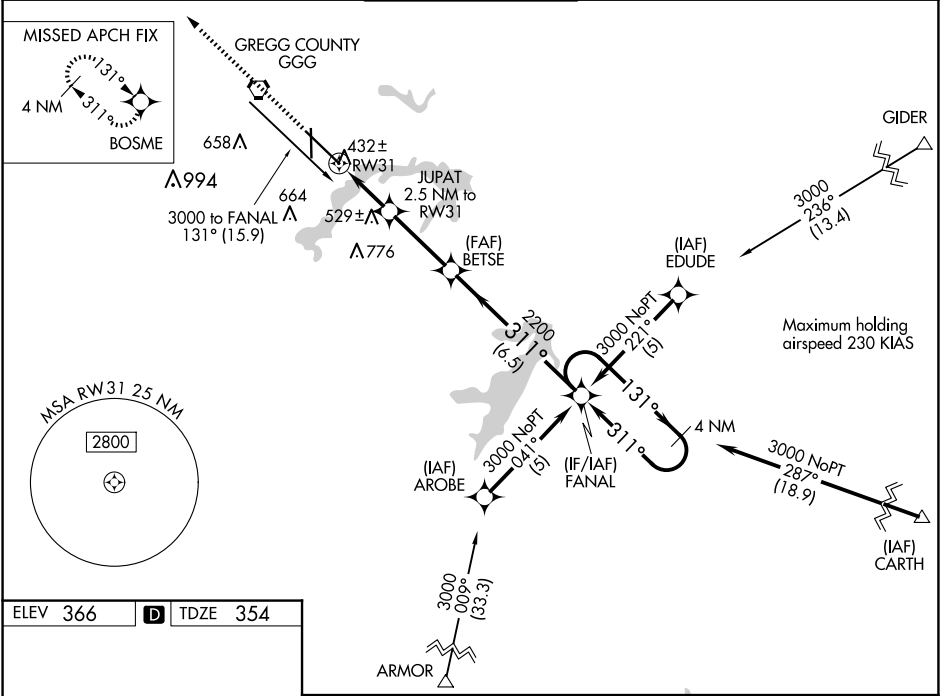 MISSED APCH FIX
131°
4 NM
311°
BOSME
GREGG COUNTY
GGG
658
994
664
3000 to FANAL
131° (15.9)
432±
RW31
JUPAT
2.5 NM to
RW31
529±
776
(FAF)
BETSE
2200
311°
(6.5)
GIDER
3000
236°
(13.4)
(IAF)
EDUDE
3000 NoPT
221°
(5)
Maximum holding
airspeed 230 KIAS
131°
4 NM
311°
(IF/IAF)
FANAL
3000 NoPT
041°
(5)
(IAF)
AROBE
3000 NoPT
287°
(18.9)
(IAF)
CARTH
3000
009°
(33.3)
ARMOR
MSA RW31 25 NM
2800
ELEV 366 D TDZE 354